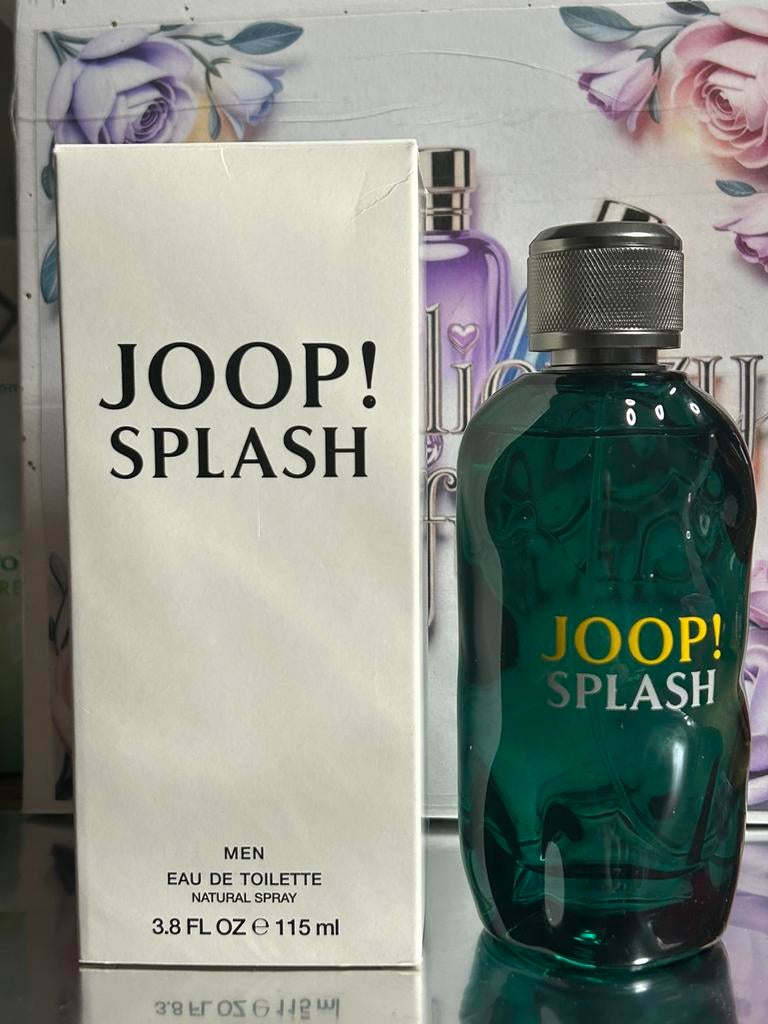 JOOP!
SPLASH
MEN
EAU DE TOILETTE
NATURAL SPRAY
3.8 FL OZ ℮ 115 ml
JOOP!
SPLASH